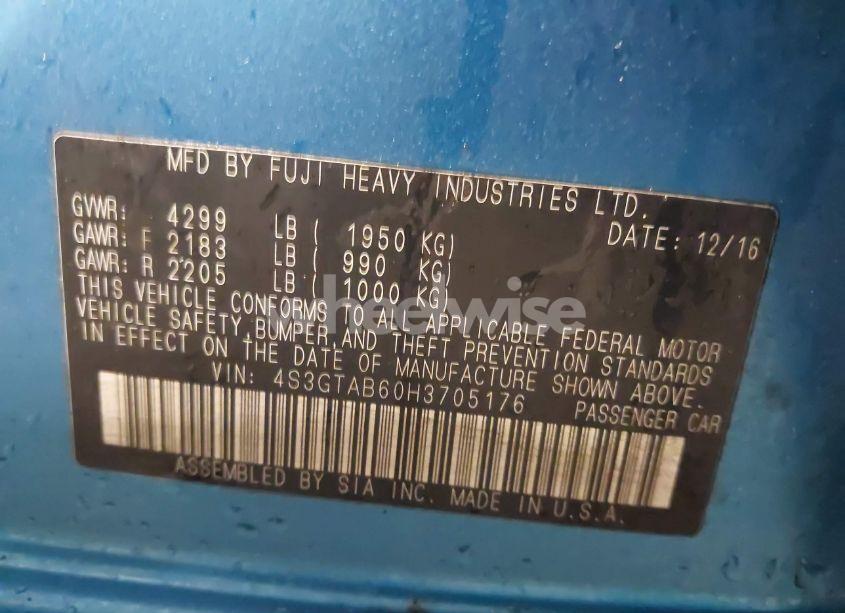 MFD BY FUJI HEAVY INDUSTRIES LTD.
GVWR: 4299 LB ( 1950 KG) DATE: 12/16
GAWR: F 2183 LB ( 990 KG)
GAWR: R 2205 LB ( 1000 KG)
THIS VEHICLE CONFORMS TO ALL APPLICABLE FEDERAL MOTOR
VEHICLE SAFETY, BUMPER, AND THEFT PREVENTION STANDARDS
IN EFFECT ON THE DATE OF MANUFACTURE SHOWN ABOVE.
VIN: 4S3GTAB60H3705176 PASSENGER CAR
ASSEMBLED BY SIA INC. MADE IN U.S.A.
wheelwise